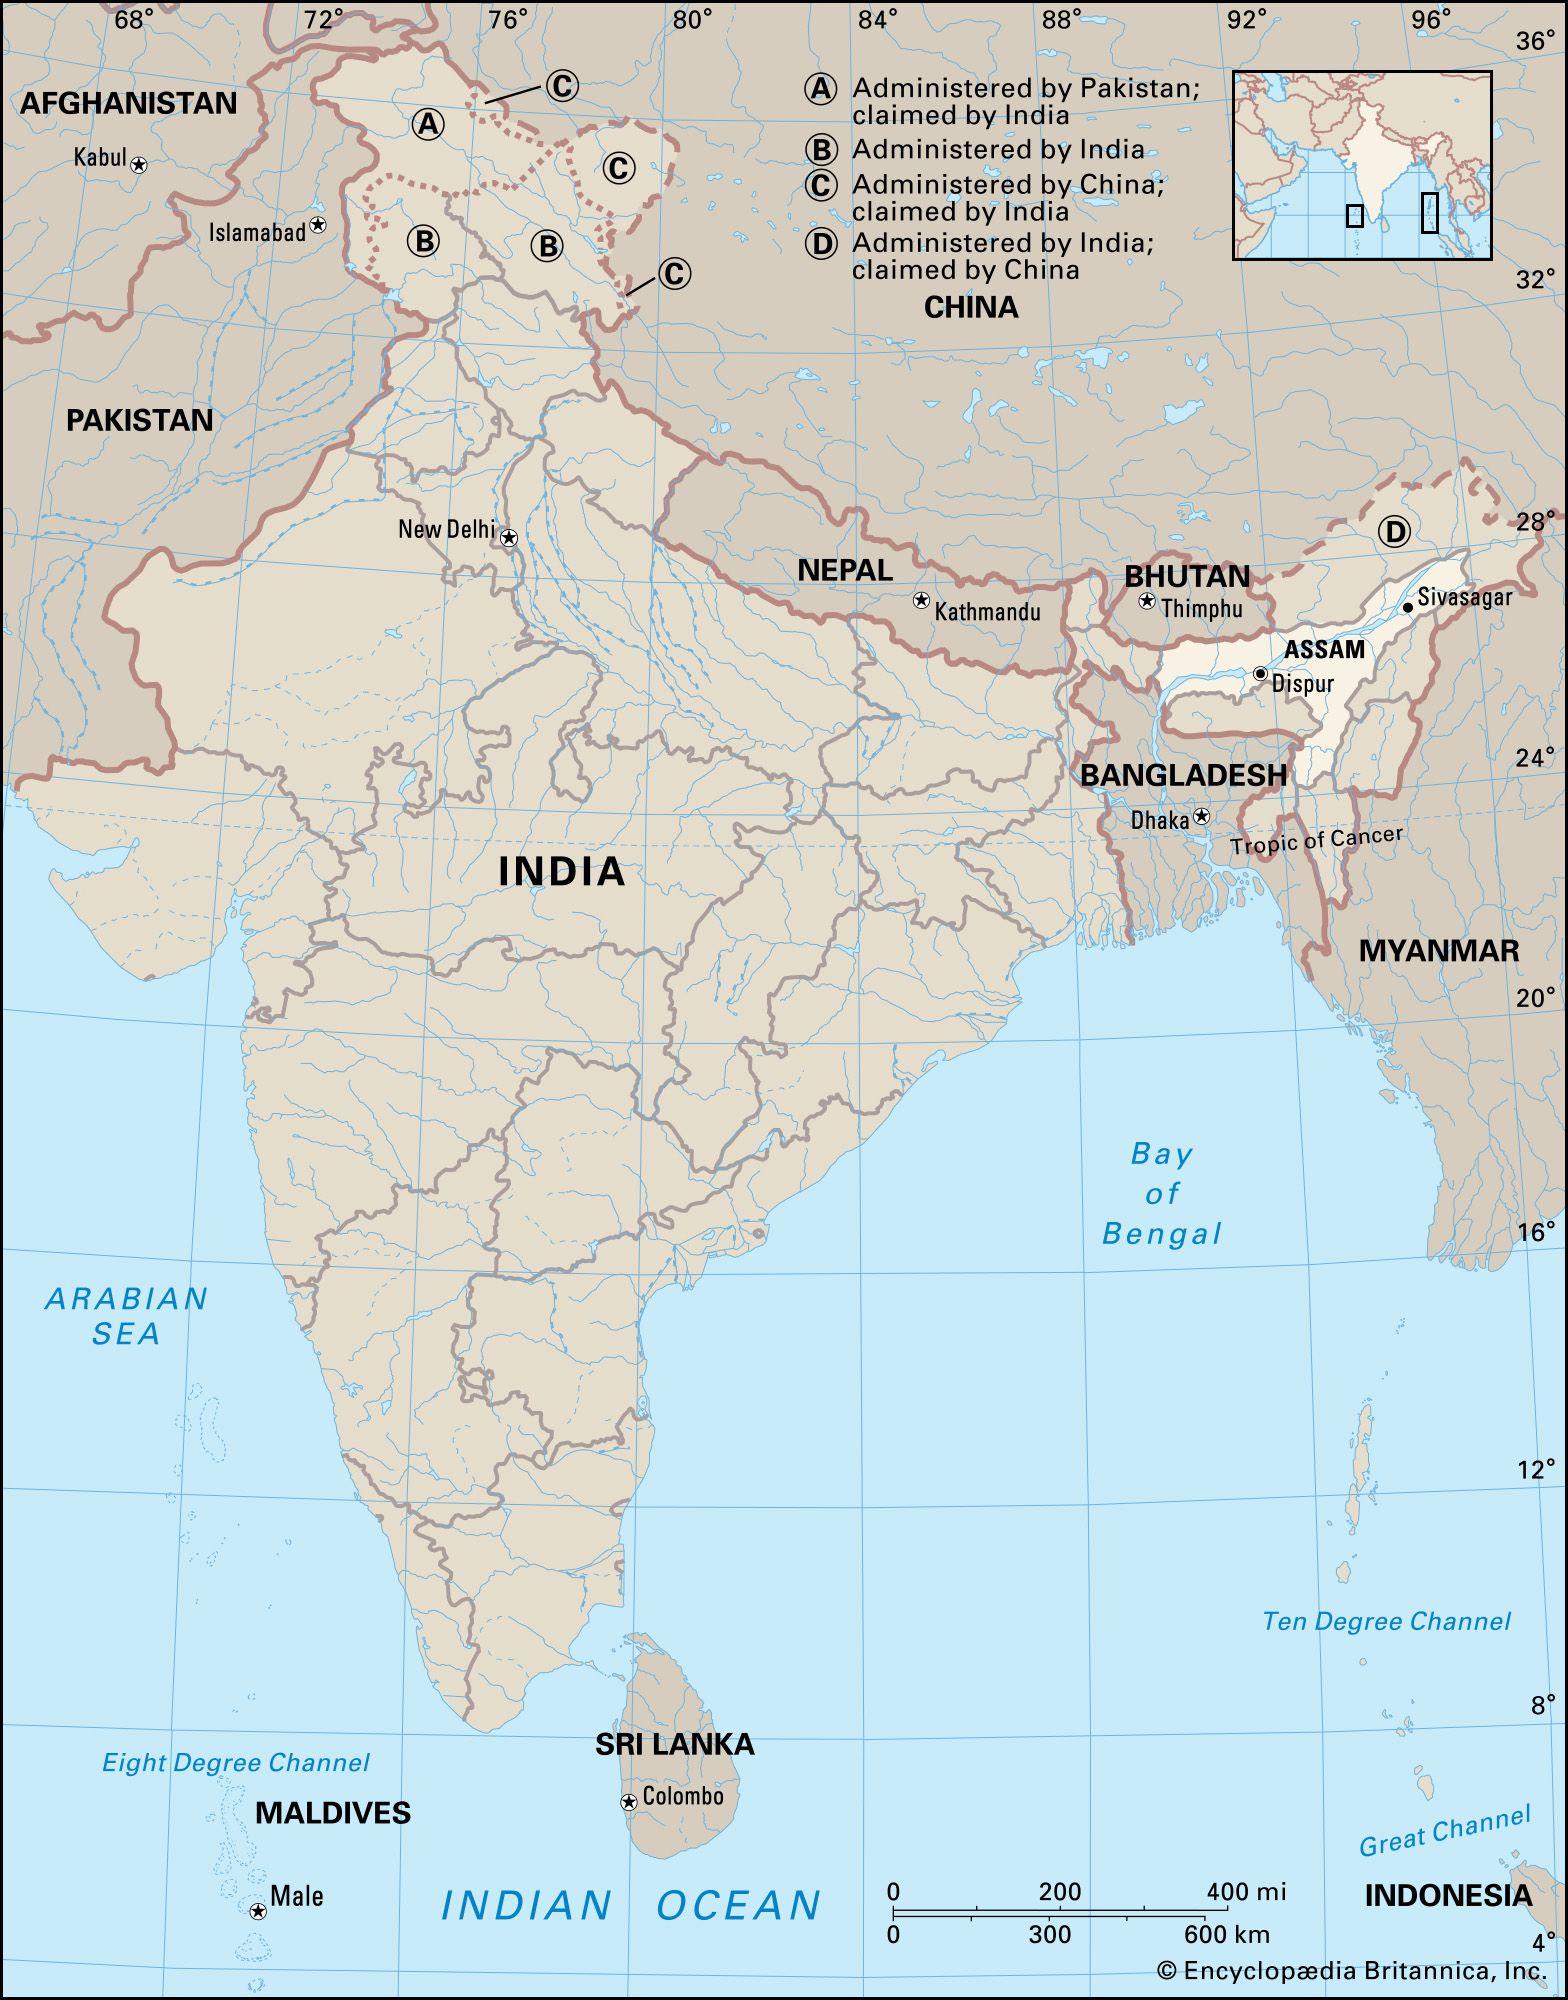 68° 72° 76° 80° 84° 88° 92° 96°
36°
AFGHANISTAN
Kabul
Islamabad
A
C
C
B
B
C
A Administered by Pakistan;
claimed by India
B Administered by India
C Administered by China;
claimed by India
D Administered by India;
claimed by China
32°
CHINA
PAKISTAN
New Delhi
28°
D
NEPAL
Kathmandu
BHUTAN
Thimphu
Sivasagar
ASSAM
Dispur
24°
BANGLADESH
Dhaka
Tropic of Cancer
INDIA
MYANMAR
20°
Bay
of
Bengal
16°
ARABIAN
SEA
12°
Ten Degree Channel
8°
SRI LANKA
Colombo
Eight Degree Channel
MALDIVES
Male
Great Channel
INDIAN OCEAN
INDONESIA
0 200 400 mi
0 300 600 km
4°
© Encyclopædia Britannica, Inc.